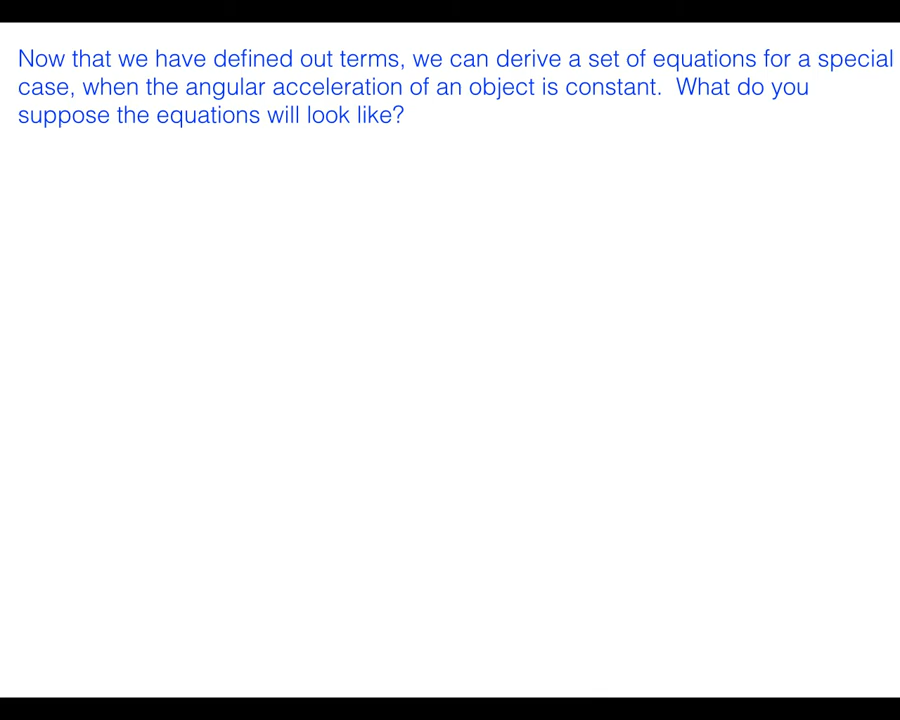 Now that we have defined out terms, we can derive a set of equations for a special
case, when the angular acceleration of an object is constant.  What do you
suppose the equations will look like?